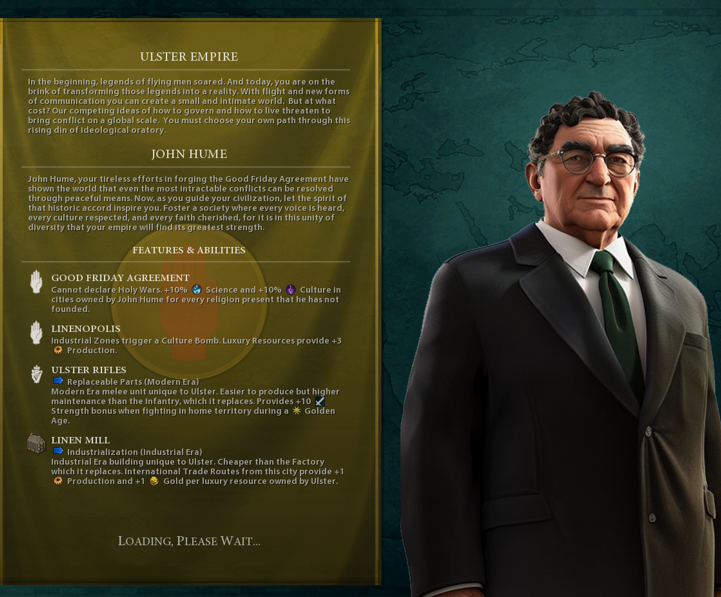 ULSTER EMPIRE
In the beginning, legends of flying men soared. And today, you are on the
brink of transforming those legends into a reality. With flight and new forms
of communication you can create a small and intimate world. But at what
cost? Our competing ideas of how to govern and how to live threaten to
bring conflict on a global scale. You must choose your own path through this
rising din of ideological oratory.
JOHN HUME
John Hume, your tireless efforts in forging the Good Friday Agreement have
shown the world that even the most intractable conflicts can be resolved
through peaceful means. Now, as you guide your civilization, let the spirit of
that historic accord inspire you. Foster a society where every voice is heard,
every culture respected, and every faith cherished, for it is in this unity of
diversity that your empire will find its greatest strength.
FEATURES & ABILITIES
GOOD FRIDAY AGREEMENT
Cannot declare Holy Wars. +10% Science and +10% Culture in
cities owned by John Hume for every religion present that he has not
founded.
LINENOPOLIS
Industrial Zones trigger a Culture Bomb. Luxury Resources provide +3
Production.
ULSTER RIFLES
Replaceable Parts (Modern Era)
Modern Era melee unit unique to Ulster. Easier to produce but higher
maintenance than the Infantry, which it replaces. Provides +10
Strength bonus when fighting in home territory during a Golden
Age.
LINEN MILL
Industrialization (Industrial Era)
Industrial Era building unique to Ulster. Cheaper than the Factory
which it replaces. International Trade Routes from this city provide +1
Production and +1 Gold per luxury resource owned by Ulster.
LOADING, PLEASE WAIT...